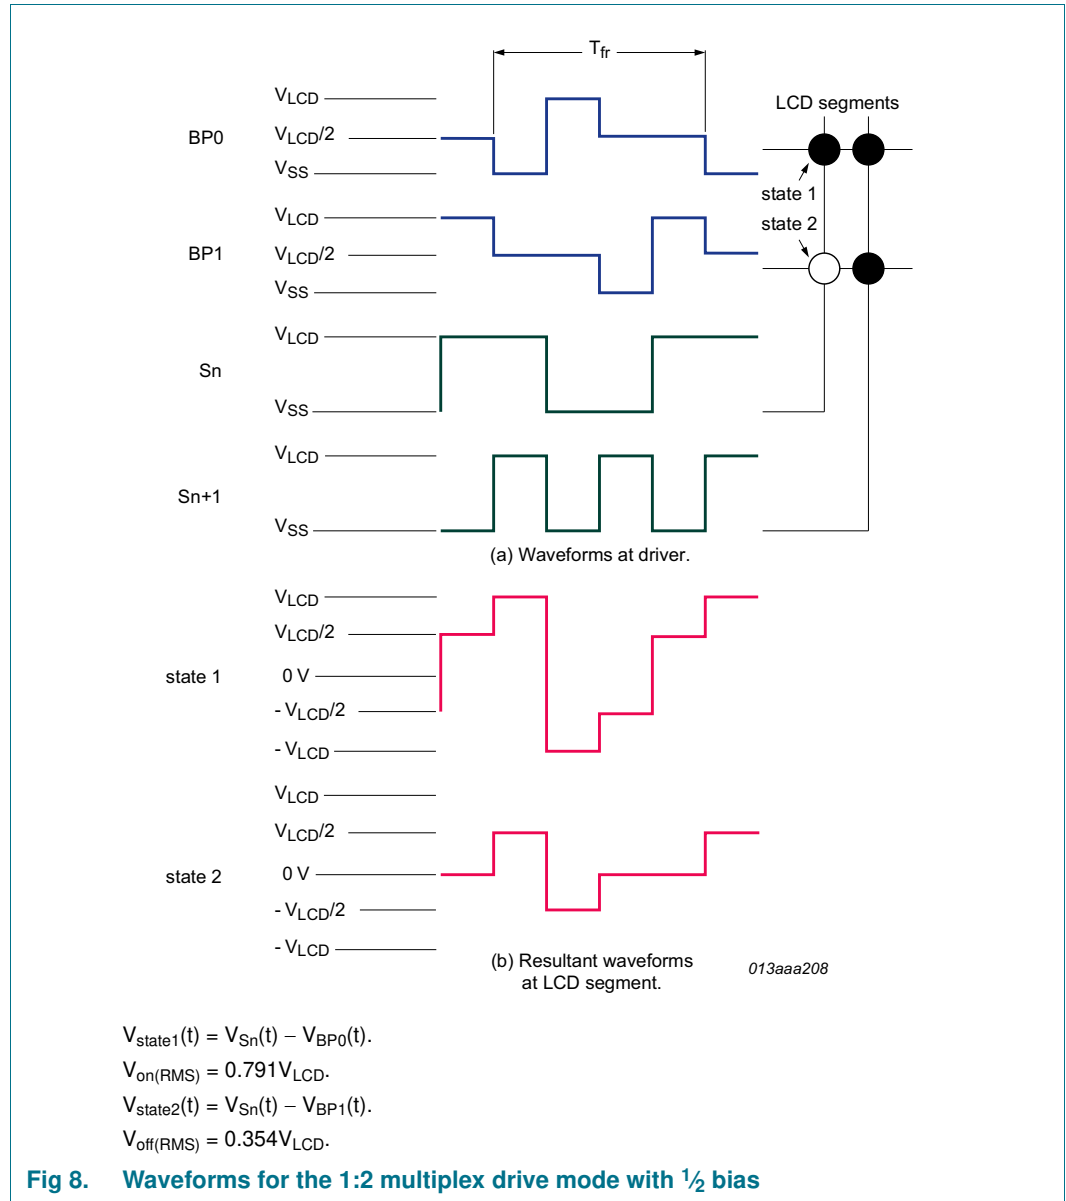 Tfr
VLCD
BP0
VLCD/2
VSS
LCD segments
state 1
state 2
VLCD
BP1
VLCD/2
VSS
VLCD
Sn
VSS
VLCD
Sn+1
VSS
(a) Waveforms at driver.
VLCD
VLCD/2
state 1
0 V
- VLCD/2
- VLCD
VLCD
VLCD/2
state 2
0 V
- VLCD/2
- VLCD
(b) Resultant waveforms
at LCD segment.
013aaa208
Vstate1(t) = VSn(t) − VBP0(t).
Von(RMS) = 0.791VLCD.
Vstate2(t) = VSn(t) − VBP1(t).
Voff(RMS) = 0.354VLCD.
Fig 8. Waveforms for the 1:2 multiplex drive mode with 1⁄2 bias